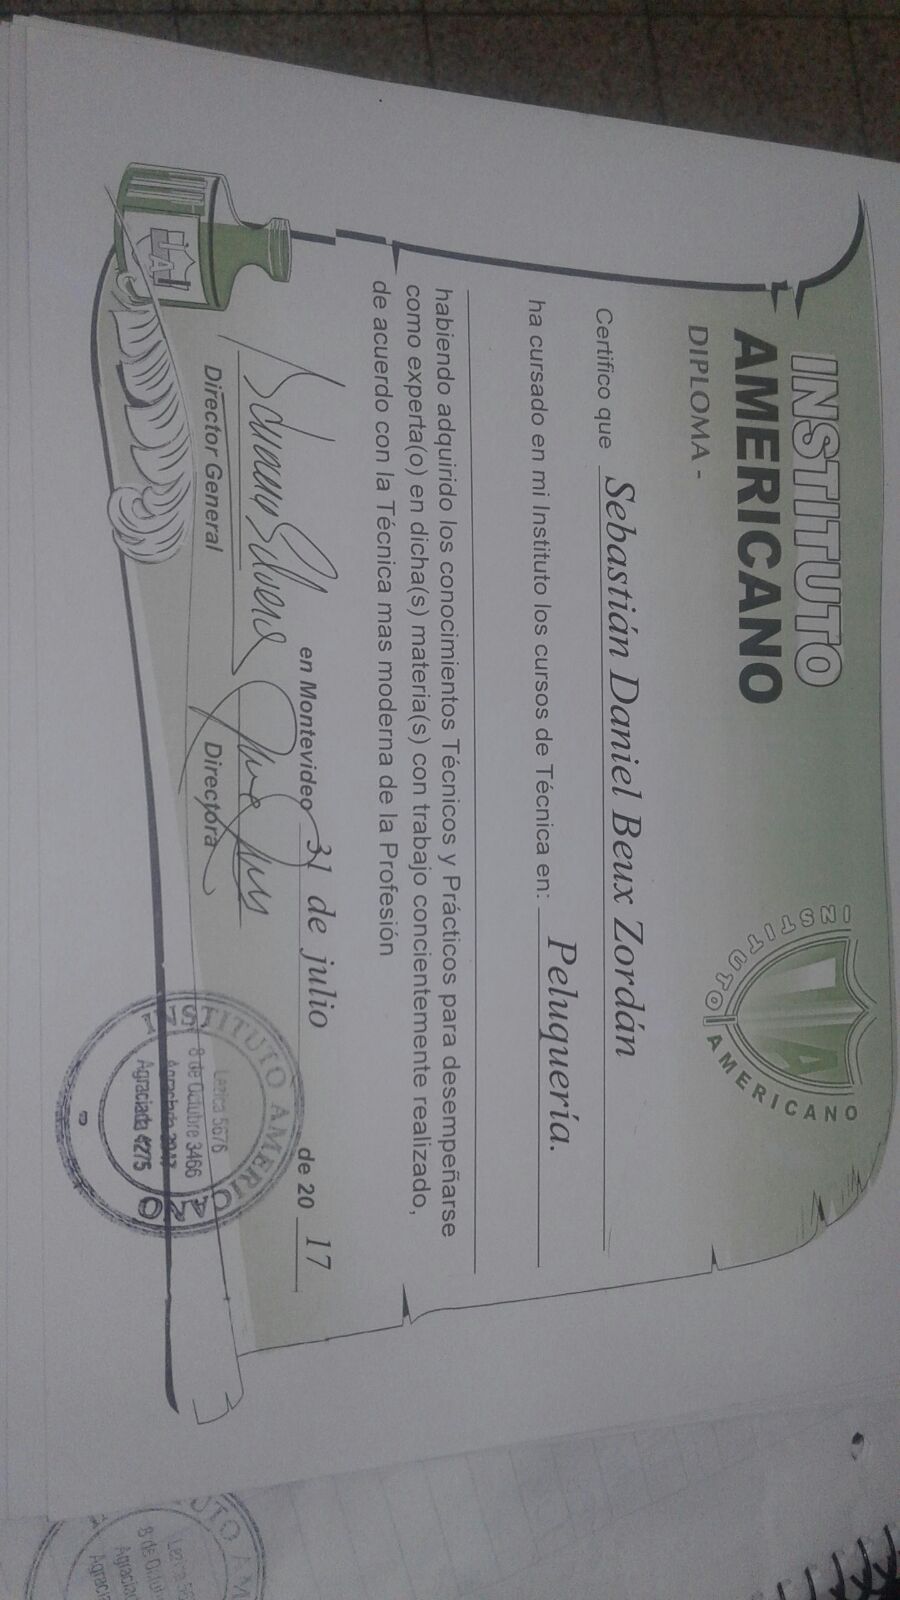 INSTITUTO
AMERICANO
DIPLOMA -
INSTITUTO AMERICANO
IA
Certifico que Sebastián Daniel Beux Zordán
ha cursado en mi Instituto los cursos de Técnica en: Peluquería.
habiendo adquirido los conocimientos Técnicos y Prácticos para desempeñarse
como experta(o) en dicha(s) materia(s) con trabajo concientemente realizado,
de acuerdo con la Técnica mas moderna de la Profesión
en Montevideo 31 de julio de 20 17
Director General
Directora
IA
INSTITUTO AMERICANO
Lezica 5676
8 de Octubre 3466
Agraciada 4275